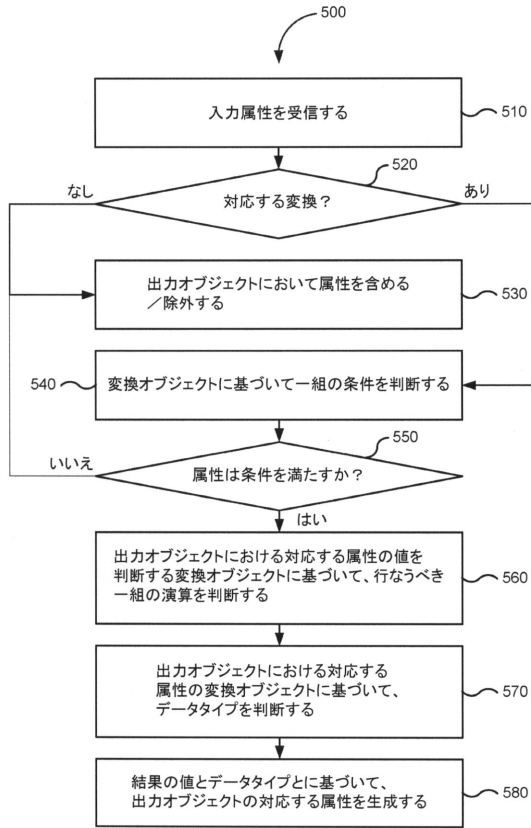 500
入力属性を受信する
510
520
なし
対応する変換？
あり
出力オブジェクトにおいて属性を含める
／除外する
530
540
変換オブジェクトに基づいて一組の条件を判断する
550
いいえ
属性は条件を満たすか？
はい
出力オブジェクトにおける対応する属性の値を
判断する変換オブジェクトに基づいて、行なうべき
一組の演算を判断する
560
出力オブジェクトにおける対応する
属性の変換オブジェクトに基づいて、
データタイプを判断する
570
結果の値とデータタイプとに基づいて、
出力オブジェクトの対応する属性を生成する
580